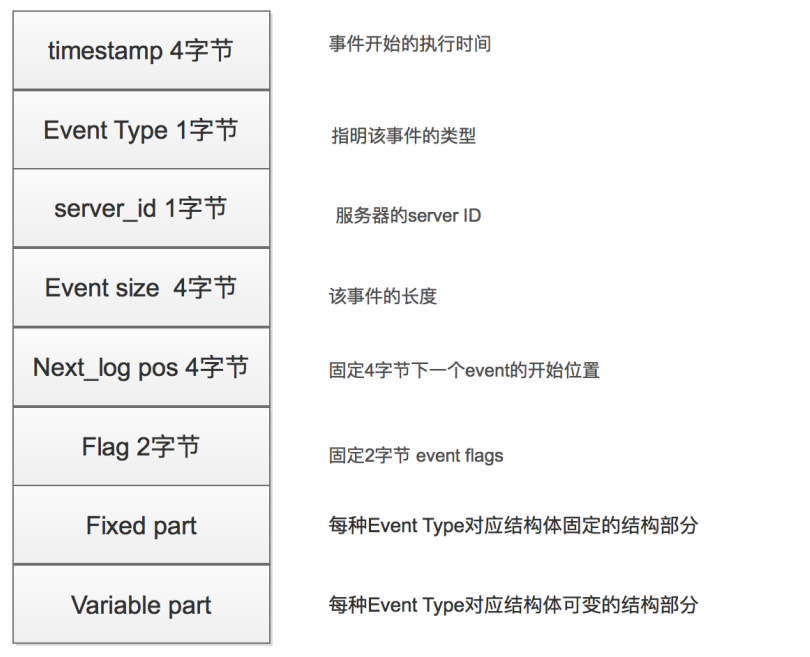 timestamp 4字节
事件开始的执行时间
Event Type 1字节
指明该事件的类型
server_id 1字节
服务器的server ID
Event size 4字节
该事件的长度
Next_log pos 4字节
固定4字节下一个event的开始位置
Flag 2字节
固定2字节 event flags
Fixed part
每种Event Type对应结构体固定的结构部分
Variable part
每种Event Type对应结构体可变的结构部分